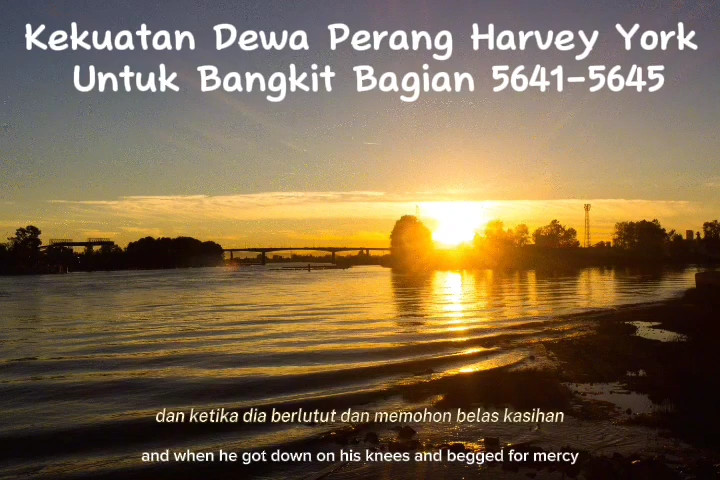 Kekuatan Dewa Perang Harvey York
Untuk Bangkit Bagian 5641-5645
dan ketika dia berlutut dan memohon belas kasihan
and when he got down on his knees and begged for mercy